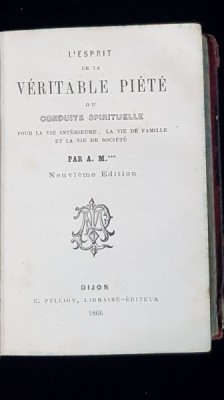 L'ESPRIT
DE LA
VÉRITABLE PIÉTÉ
OU
CONDUITE SPIRITUELLE
POUR LA VIE INTÉRIEURE, LA VIE DE FAMILLE
ET LA VIE DE SOCIÉTÉ
PAR A. M.***
Neuvième Edition
DIJON
E. PELLION, LIBRAIRE-ÉDITEUR
1866